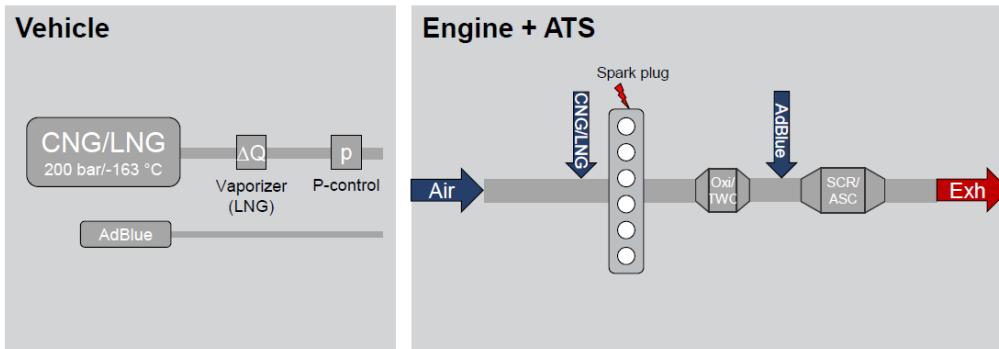 Vehicle
CNG/LNG
200 bar/-163 °C
ΔQ
p
Vaporizer
(LNG)
P-control
AdBlue
Engine + ATS
Spark plug
CNG/LNG
AdBlue
Air
Oxi/
TWC
SCR/
ASC
Exh